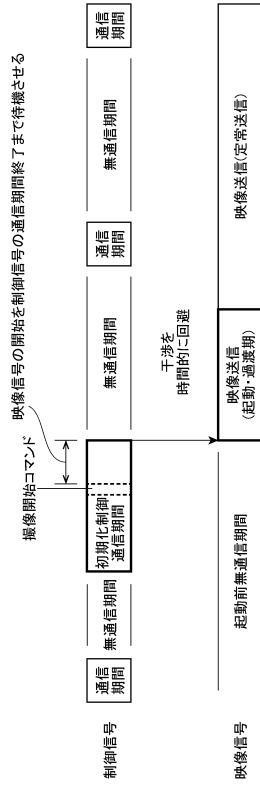 映像信号の開始を制御信号の通信期間終了まで待機させる
撮像開始コマンド
制御信号
通信
期間
無通信期間
初期化制御
通信期間
無通信期間
通信
期間
無通信期間
通信
期間
干渉を
時間的に回避
映像信号
起動前無通信期間
映像送信
(起動・過渡期)
映像送信(定常送信)